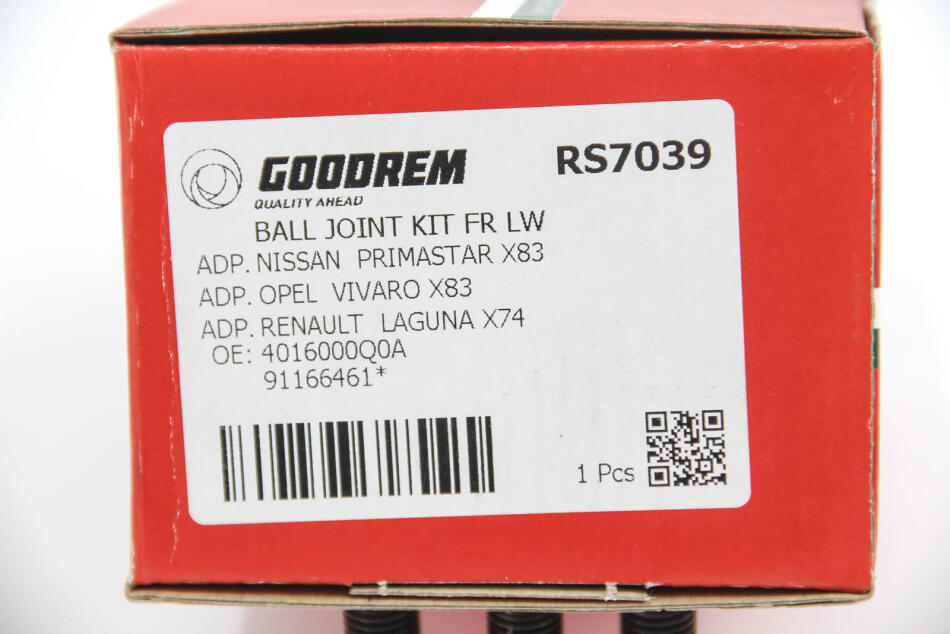 GOODREM
QUALITY AHEAD
RS7039
BALL JOINT KIT FR LW
ADP. NISSAN PRIMASTAR X83
ADP. OPEL VIVARO X83
ADP. RENAULT LAGUNA X74
OE: 4016000Q0A
91166461*
1 Pcs